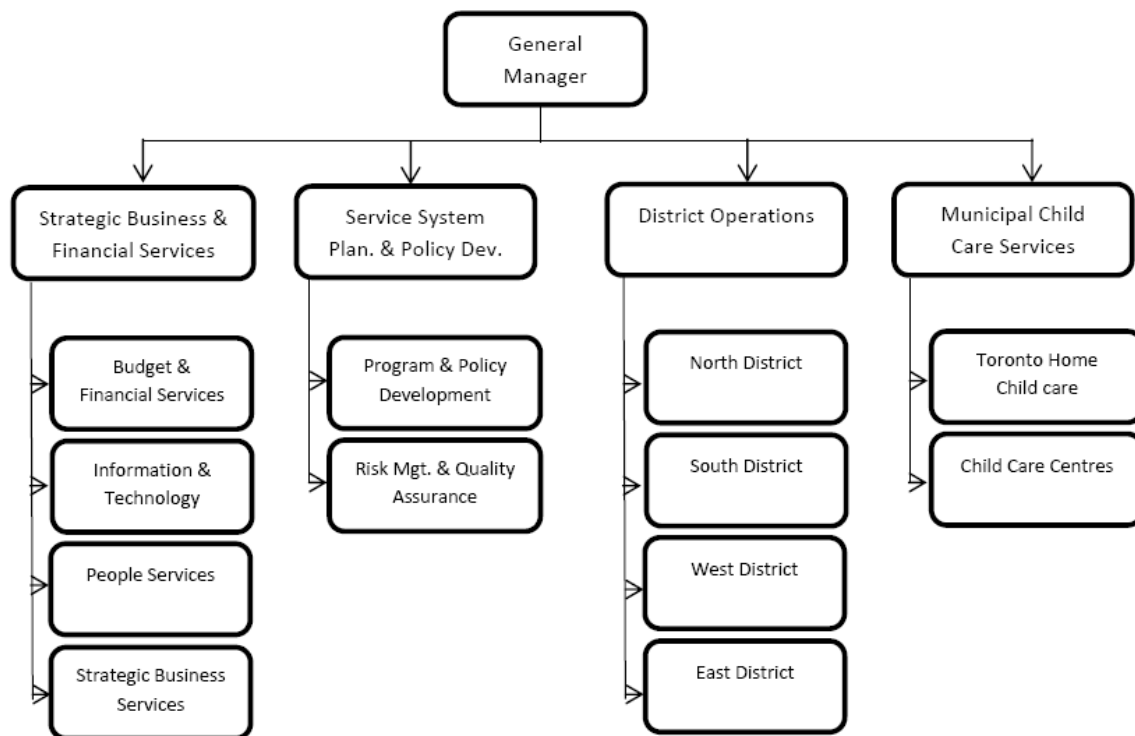 General
Manager
Strategic Business &
Financial Services
Service System
Plan. & Policy Dev.
District Operations
Municipal Child
Care Services
Budget &
Financial Services
Information &
Technology
People Services
Strategic Business
Services
Program & Policy
Development
Risk Mgt. & Quality
Assurance
North District
South District
West District
East District
Toronto Home
Child care
Child Care Centres